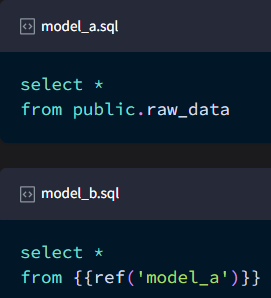 model_a.sql
select *
from public.raw_data
model_b.sql
select *
from {{ref('model_a')}}